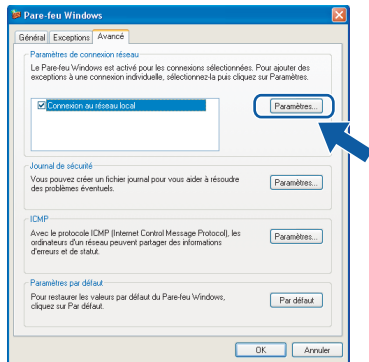 Pare-feu Windows
Général Exceptions Avancé
Paramètres de connexion réseau
Le Pare-feu Windows est activé pour les connexions sélectionnées. Pour ajouter des
exceptions à une connexion individuelle, sélectionnez-la puis cliquez sur Paramètres.
Connexion au réseau local
Paramètres...
Journal de sécurité
Vous pouvez créer un fichier journal pour vous aider à résoudre
des problèmes éventuels.
Paramètres...
ICMP
Avec le protocole ICMP (Internet Control Message Protocol), les
ordinateurs d'un réseau peuvent partager des informations
d'erreurs et de statut.
Paramètres...
Paramètres par défaut
Pour restaurer les valeurs par défaut du Pare-feu Windows,
cliquez sur Par défaut.
Par défaut
OK Annuler